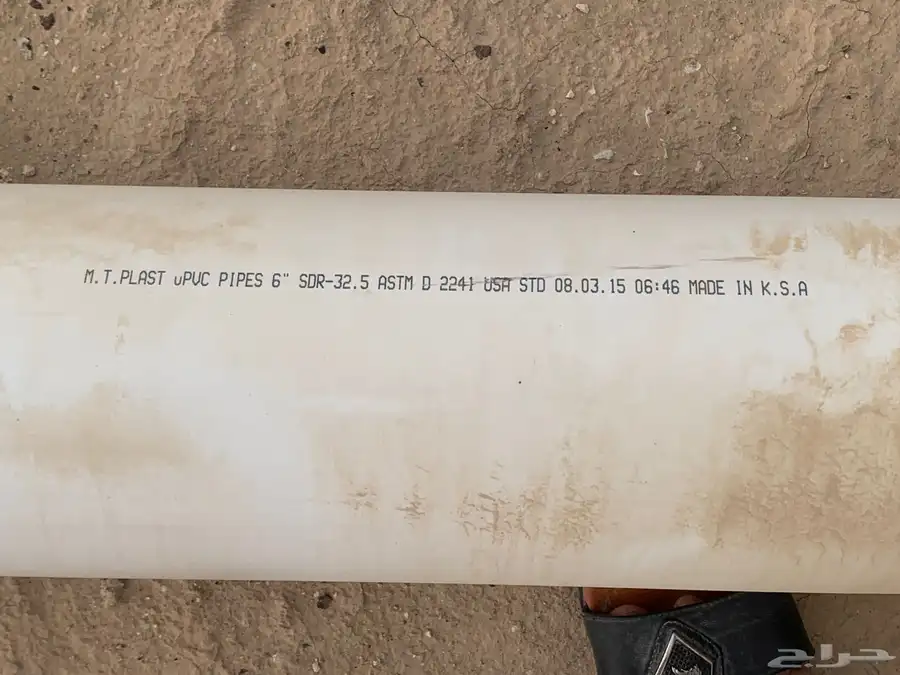 M.T.PLAST uPVC PIPES 6" SDR-32.5 ASTM D 2241 USA STD 08.03.15 06:46 MADE IN K.S.A
حراج